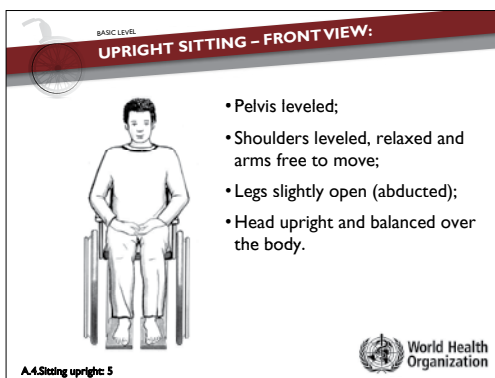 BASIC LEVEL
UPRIGHT SITTING – FRONT VIEW:
• Pelvis leveled;
• Shoulders leveled, relaxed and
arms free to move;
• Legs slightly open (abducted);
• Head upright and balanced over
the body.
A.4.Sitting upright: 5
World Health
Organization